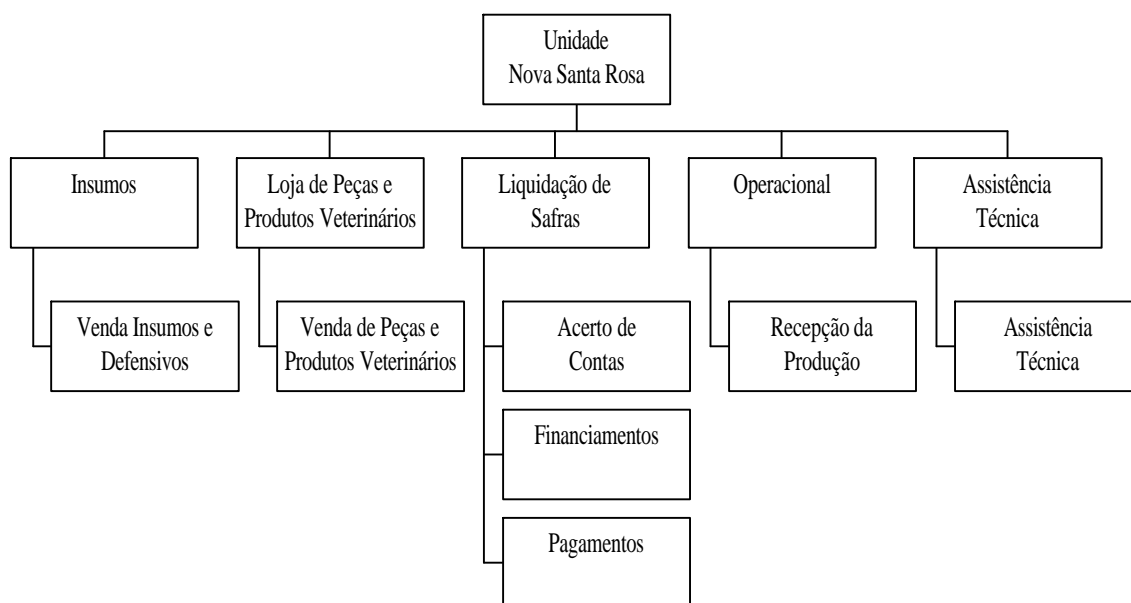 Unidade
Nova Santa Rosa
Insumos
Loja de Peças e
Produtos Veterinários
Liquidação de
Safras
Operacional
Assistência
Técnica
Venda Insumos e
Defensivos
Venda de Peças e
Produtos Veterinários
Acerto de
Contas
Recepção da
Produção
Assistência
Técnica
Financiamentos
Pagamentos